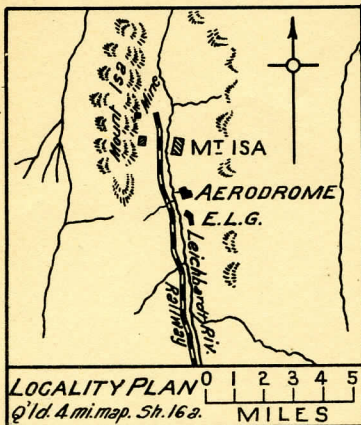 Mount Isa
Mine
MT ISA
AERODROME
E.L.G.
Leichhardt Riv.
Railway
LOCALITY PLAN
Q'ld. 4 mi. map. Sh. 16a.
0 1 2 3 4 5
MILES